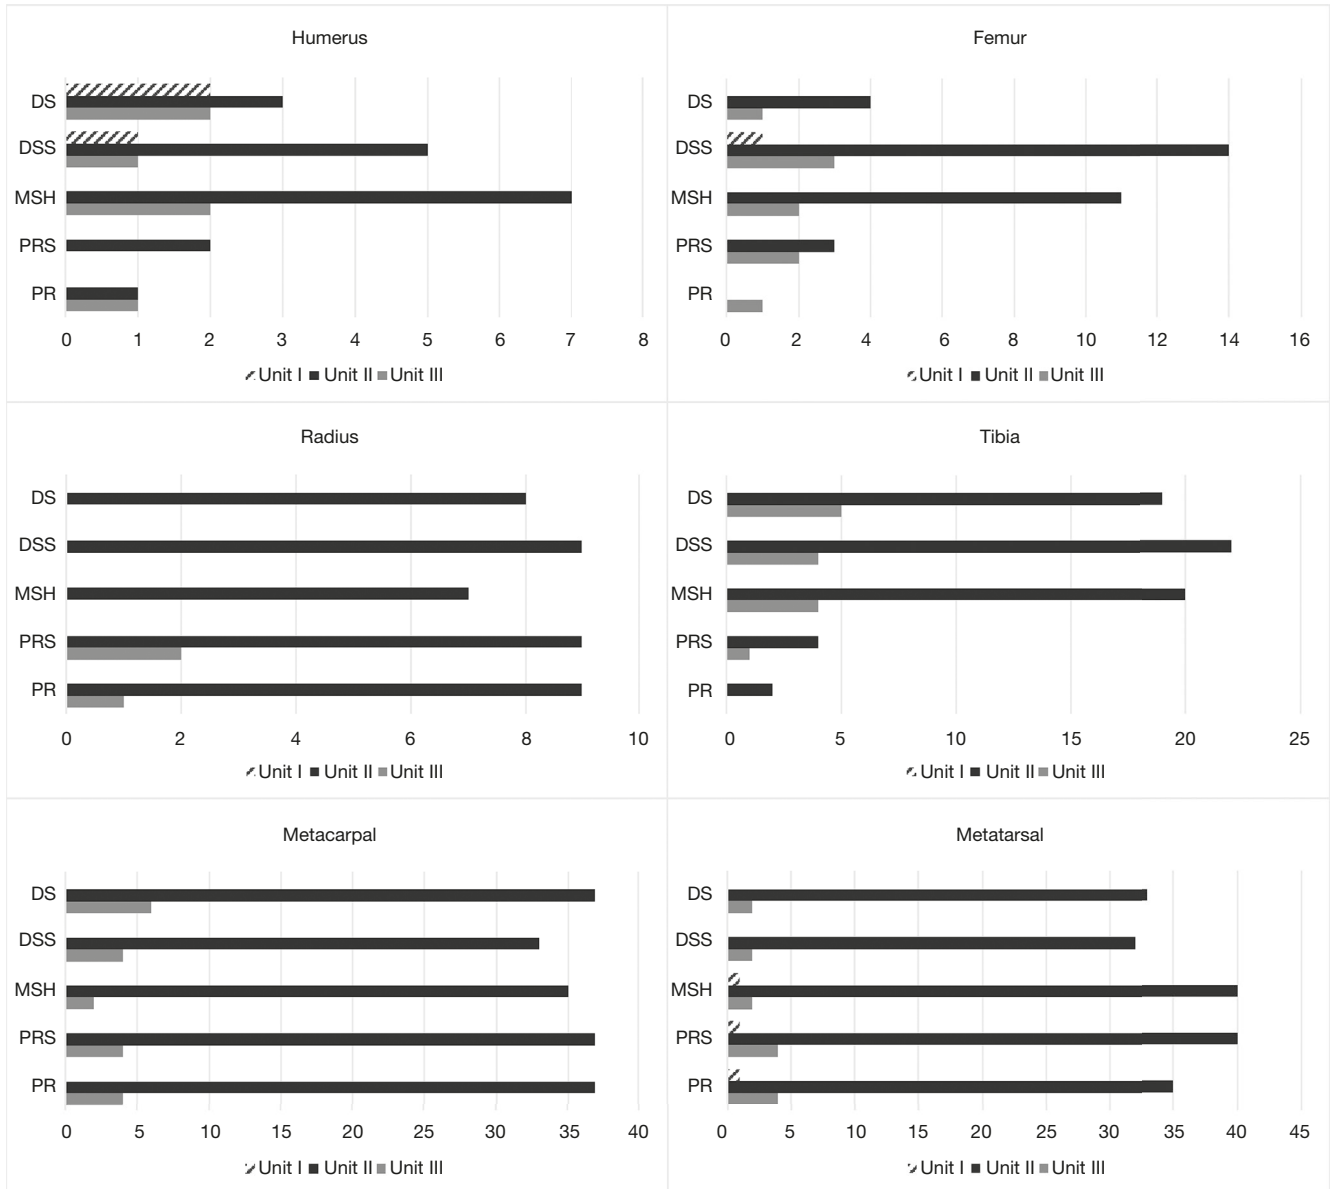 Humerus
DS
DSS
MSH
PRS
PR
0 1 2 3 4 5 6 7 8
Unit I Unit II Unit III
Femur
DS
DSS
MSH
PRS
PR
0 2 4 6 8 10 12 14 16
Unit I Unit II Unit III
Radius
DS
DSS
MSH
PRS
PR
0 2 4 6 8 10
Unit I Unit II Unit III
Tibia
DS
DSS
MSH
PRS
PR
0 5 10 15 20 25
Unit I Unit II Unit III
Metacarpal
DS
DSS
MSH
PRS
PR
0 5 10 15 20 25 30 35 40
Unit I Unit II Unit III
Metatarsal
DS
DSS
MSH
PRS
PR
0 5 10 15 20 25 30 35 40 45
Unit I Unit II Unit III